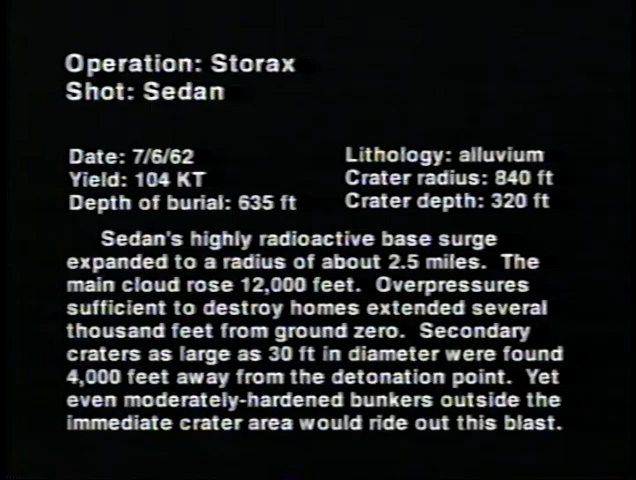 Operation: Storax
Shot: Sedan
Date: 7/6/62
Yield: 104 KT
Depth of burial: 635 ft
Lithology: alluvium
Crater radius: 840 ft
Crater depth: 320 ft
Sedan's highly radioactive base surge
expanded to a radius of about 2.5 miles. The
main cloud rose 12,000 feet. Overpressures
sufficient to destroy homes extended several
thousand feet from ground zero. Secondary
craters as large as 30 ft in diameter were found
4,000 feet away from the detonation point. Yet
even moderately-hardened bunkers outside the
immediate crater area would ride out this blast.